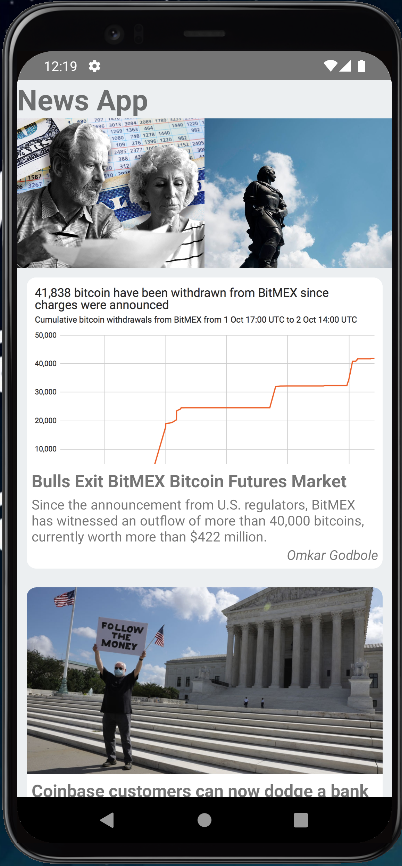 12:19
News App
41,838 bitcoin have been withdrawn from BitMEX since
charges were announced
Cumulative bitcoin withdrawals from BitMEX from 1 Oct 17:00 UTC to 2 Oct 14:00 UTC
50,000
40,000
30,000
20,000
10,000
Bulls Exit BitMEX Bitcoin Futures Market
Since the announcement from U.S. regulators, BitMEX
has witnessed an outflow of more than 40,000 bitcoins,
currently worth more than $422 million.
Omkar Godbole
FOLLOW
THE
MONEY
Coinbase customers can now dodge a bank